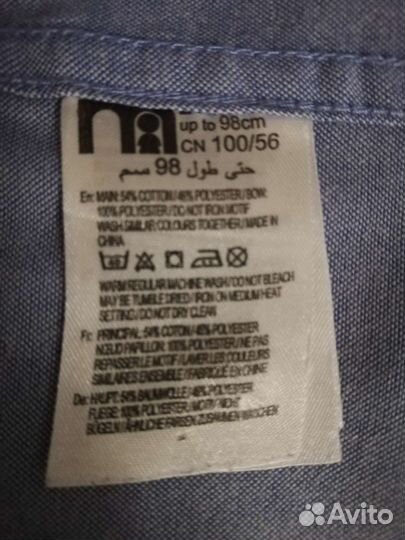 up to 98cm
CN 100/56
حتى طول 98 سم
En: MAIN: 54% COTTON/46% POLYESTER/BOW:
100% POLYESTER/DO NOT IRON MOTIF
WASH SIMILAR COLOURS TOGETHER/MADE IN
CHINA
WARM REGULAR MACHINE WASH/DO NOT BLEACH
MAY BE TUMBLE DRIED/IRON ON MEDIUM HEAT
SETTING/DO NOT DRY CLEAN
Fr: PRINCIPAL: 54% COTTON/46% POLYESTER
NOEUD PAPILLON: 100% POLYESTER/NE PAS
REPASSER LE MOTIF/LAVER LES COULEURS
SIMILAIRES ENSEMBLE/FABRIQUÉ EN CHINE
De: HAUPT: 54% BAUMWOLLE/46% POLYESTER
FLIEGE: 100% POLYESTER/MOTIV NICHT
BÜGELN/ÄHNLICHE FARBEN ZUSAMMEN WASCHEN
Avito